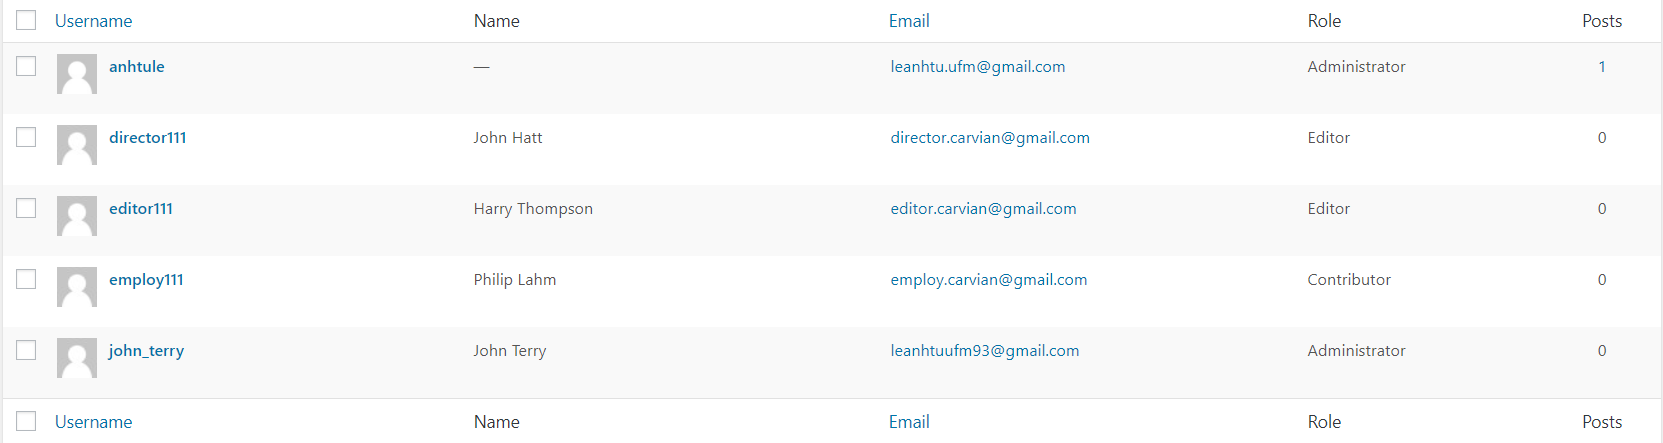 Username Name Email Role Posts
anhtule — leanhtu.ufm@gmail.com Administrator 1
director111 John Hatt director.carvian@gmail.com Editor 0
editor111 Harry Thompson editor.carvian@gmail.com Editor 0
employ111 Philip Lahm employ.carvian@gmail.com Contributor 0
john_terry John Terry leanhtuufm93@gmail.com Administrator 0
Username Name Email Role Posts